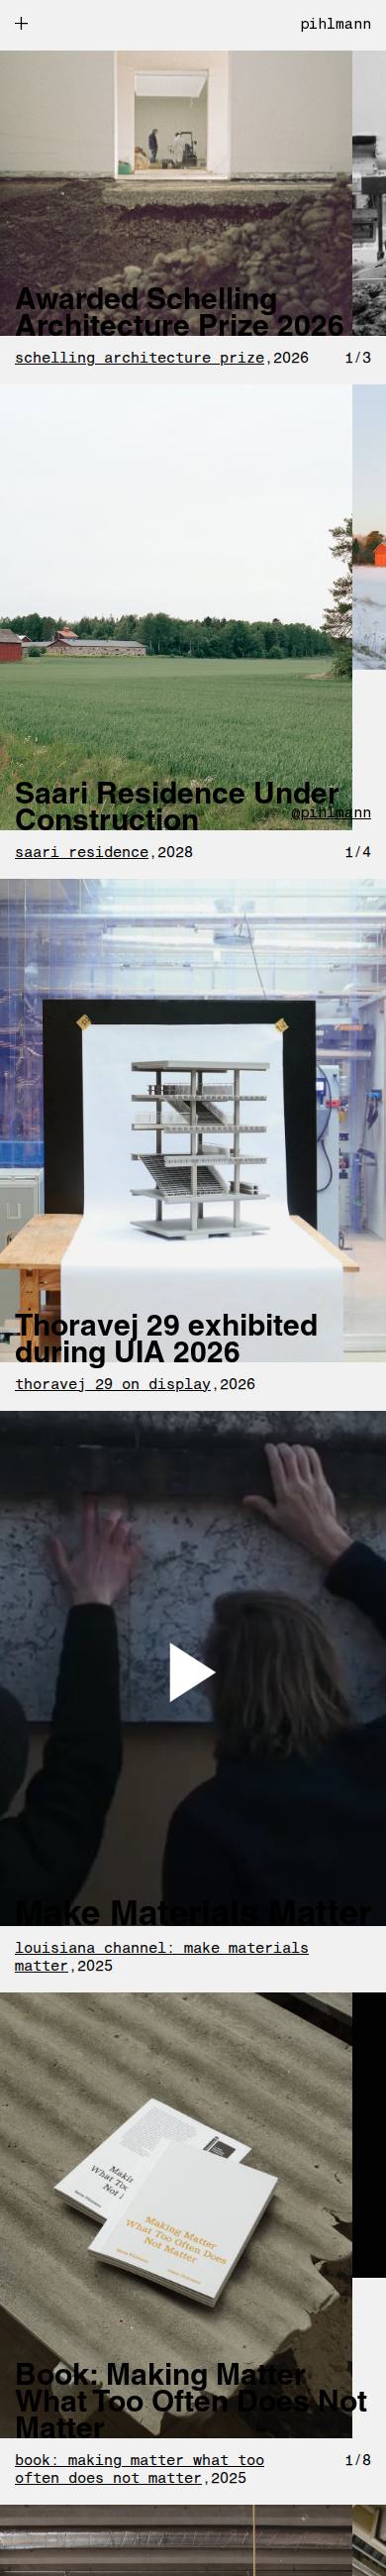 +
pihlmann
Awarded Schelling
Architecture Prize 2026
schelling architecture prize,2026 1/3
Saari Residence Under
Construction
@pihlmann
saari residence,2028 1/4
Thoravej 29 exhibited
during UIA 2026
thoravej 29 on display,2026
Make Materials Matter
louisiana channel: make materials
matter,2025
Making Matter
What Too Often Does
Not Matter
Book: Making Matter
What Too Often Does Not
Matter
book: making matter what too
often does not matter,2025 1/8